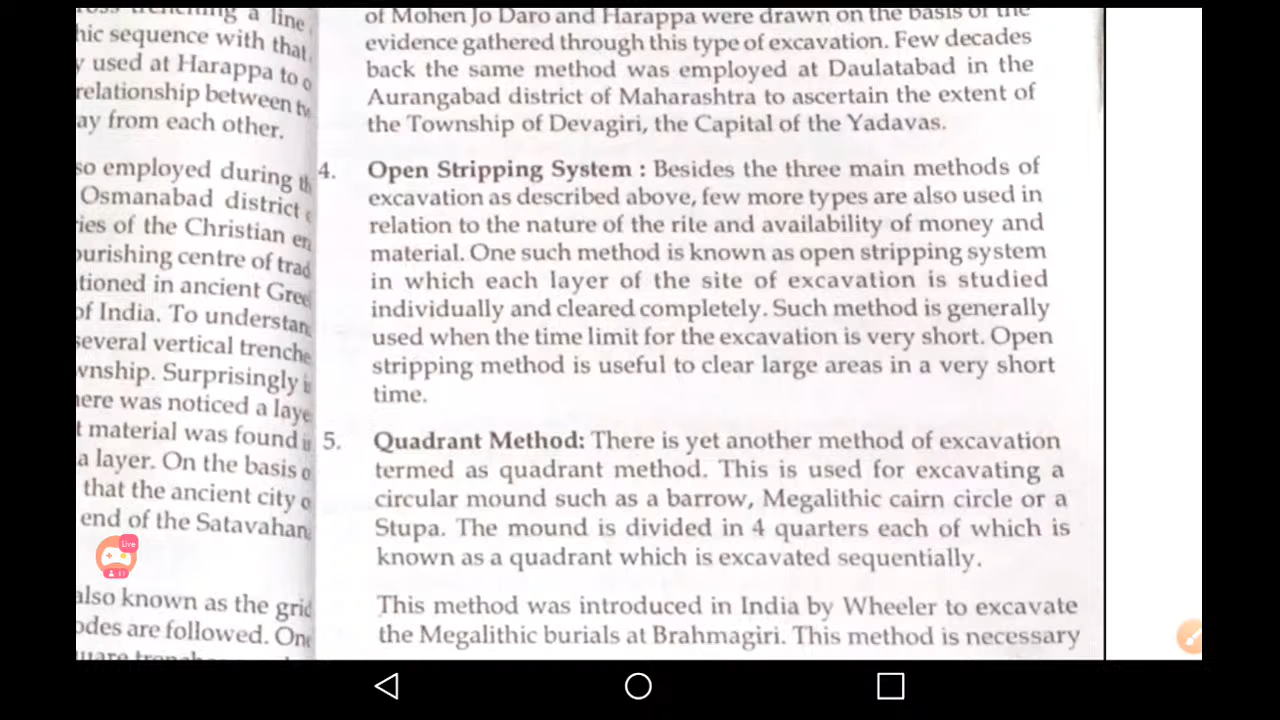 a line
hic sequence with that
used at Harappa to
relationship between
ay from each other.
so employed during
Osmanabad district
ies of the Christian
ourishing centre of
tioned in ancient
of India. To
several vertical
wnship. Surprisingly
ere was noticed a
t material was found
a layer. On the basis
that the ancient city
end of the
also known as the
odes are followed.
of Mohen Jo Daro and Harappa were drawn on the basis of the
evidence gathered through this type of excavation. Few decades
back the same method was employed at Daulatabad in the
Aurangabad district of Maharashtra to ascertain the extent of
the Township of Devagiri, the Capital of the Yadavas.
4. Open Stripping System : Besides the three main methods of
excavation as described above, few more types are also used in
relation to the nature of the rite and availability of money and
material. One such method is known as open stripping system
in which each layer of the site of excavation is studied
individually and cleared completely. Such method is generally
used when the time limit for the excavation is very short. Open
stripping method is useful to clear large areas in a very short
time.
5. Quadrant Method: There is yet another method of excavation
termed as quadrant method. This is used for excavating a
circular mound such as a barrow, Megalithic cairn circle or a
Stupa. The mound is divided in 4 quarters each of which is
known as a quadrant which is excavated sequentially.
This method was introduced in India by Wheeler to excavate
the Megalithic burials at Brahmagiri. This method is necessary
Live